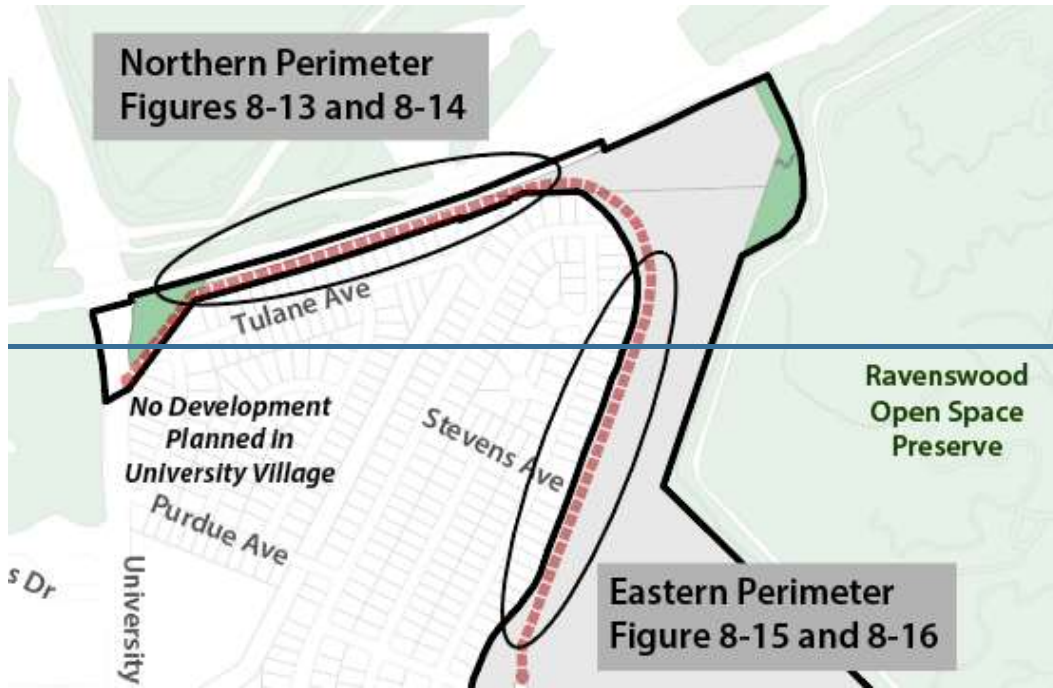 Northern Perimeter
Figures 8-13 and 8-14
Tulane Ave
Ravenswood
Open Space
Preserve
No Development
Planned in
University Village
Stevens Ave
Purdue Ave
s Dr
University
Eastern Perimeter
Figure 8-15 and 8-16